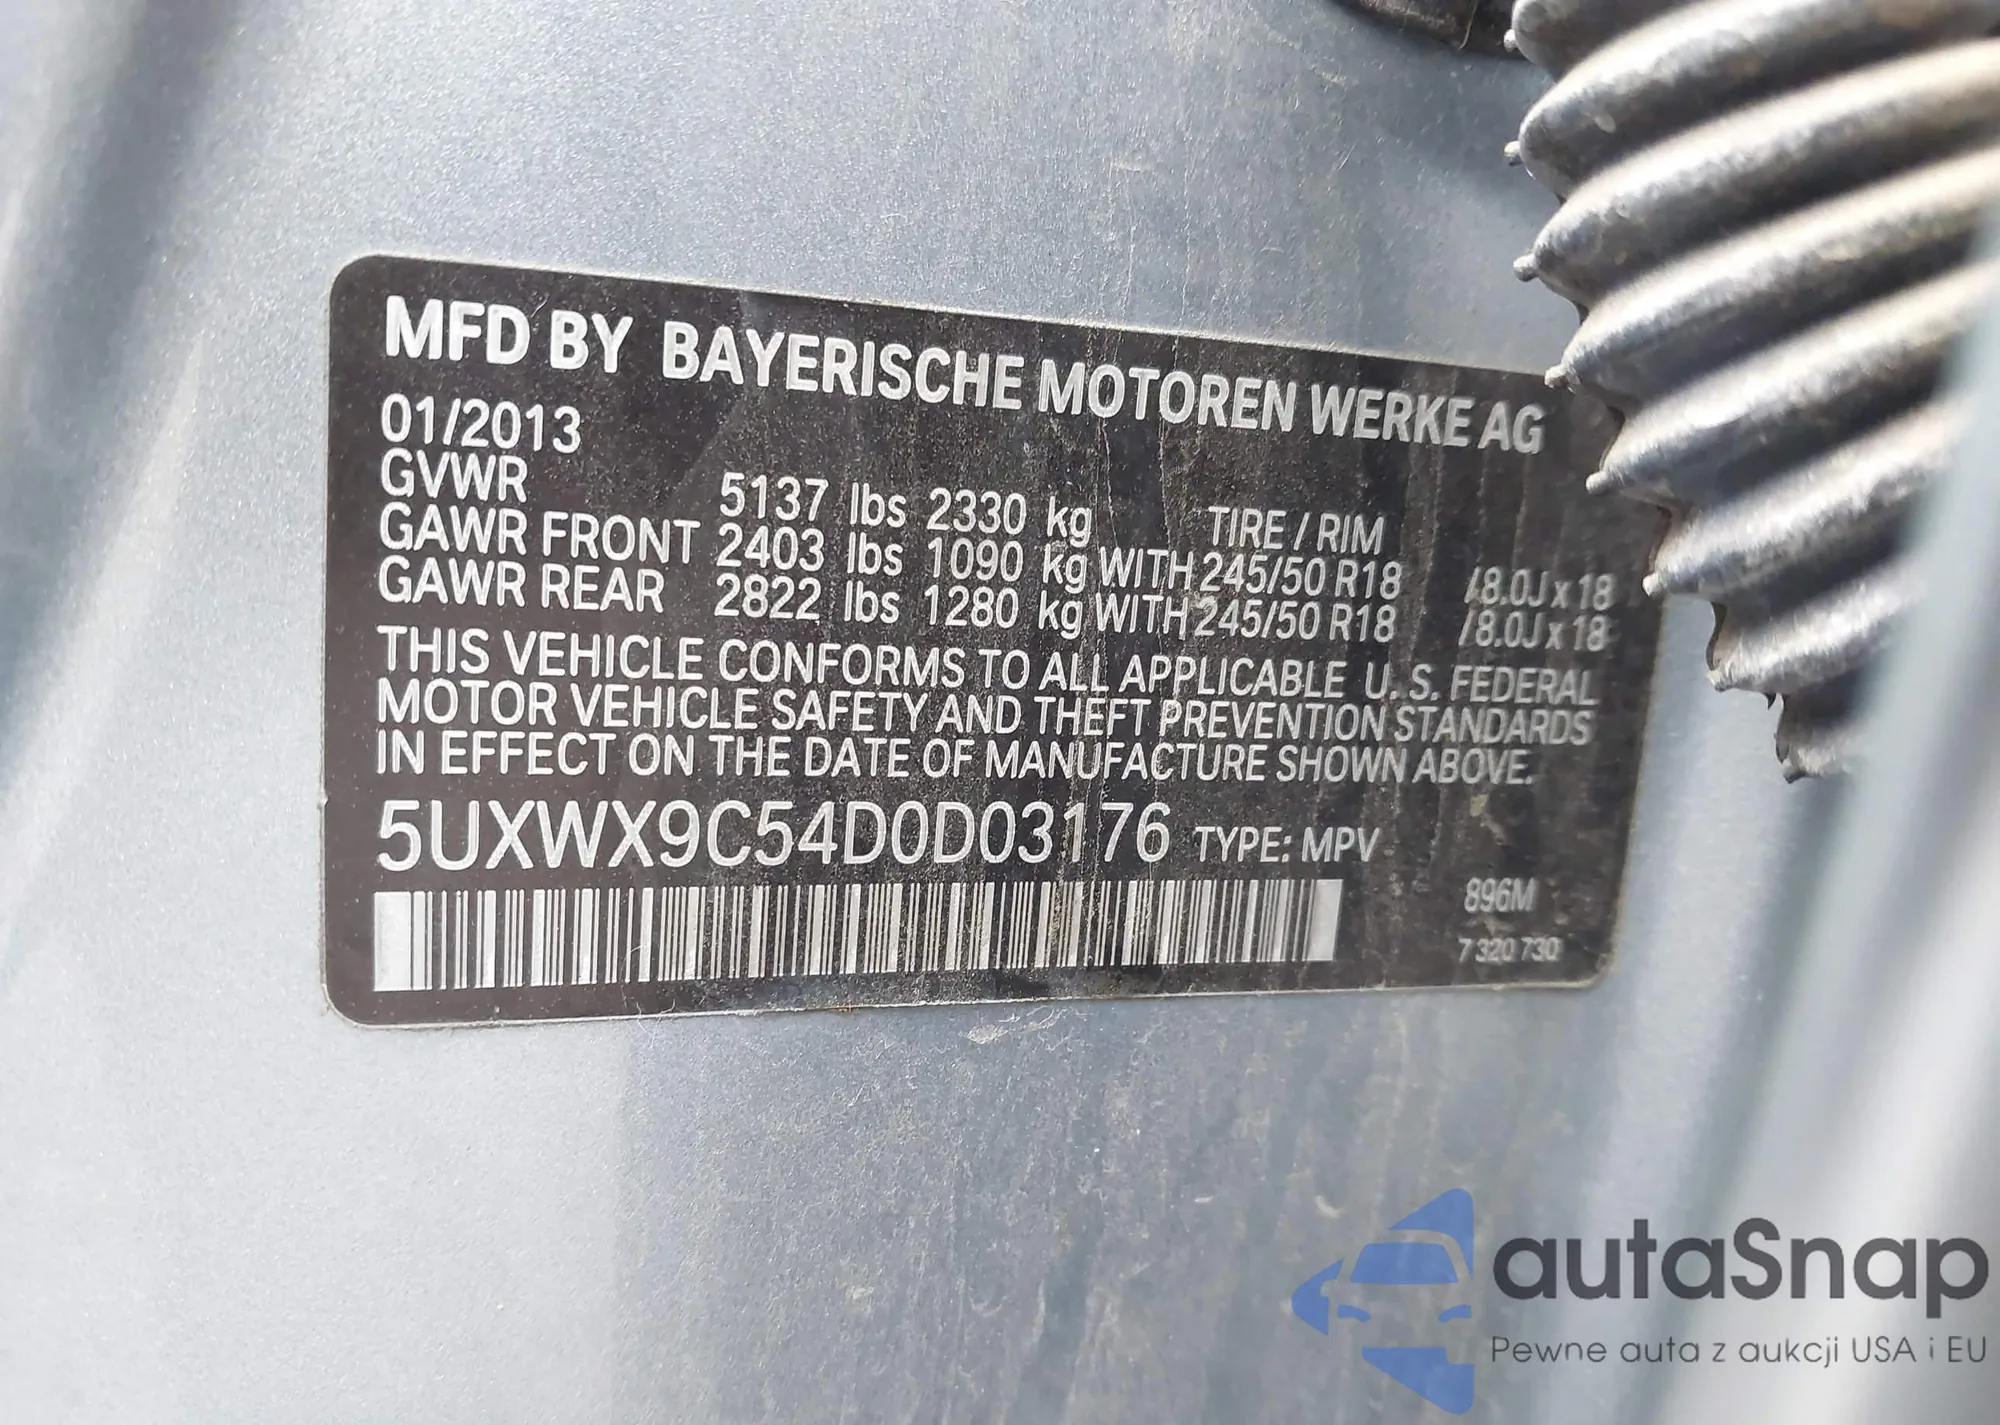 MFD BY BAYERISCHE MOTOREN WERKE AG
01/2013
GVWR 5137 lbs 2330 kg TIRE / RIM
GAWR FRONT 2403 lbs 1090 kg WITH 245/50 R18 /8.0J x 18
GAWR REAR 2822 lbs 1280 kg WITH 245/50 R18 /8.0J x 18
THIS VEHICLE CONFORMS TO ALL APPLICABLE U.S. FEDERAL
MOTOR VEHICLE SAFETY AND THEFT PREVENTION STANDARDS
IN EFFECT ON THE DATE OF MANUFACTURE SHOWN ABOVE.
5UXWX9C54D0D03176 TYPE: MPV
896M
7 320 730
autaSnap
Pewne auta z aukcji USA i EU